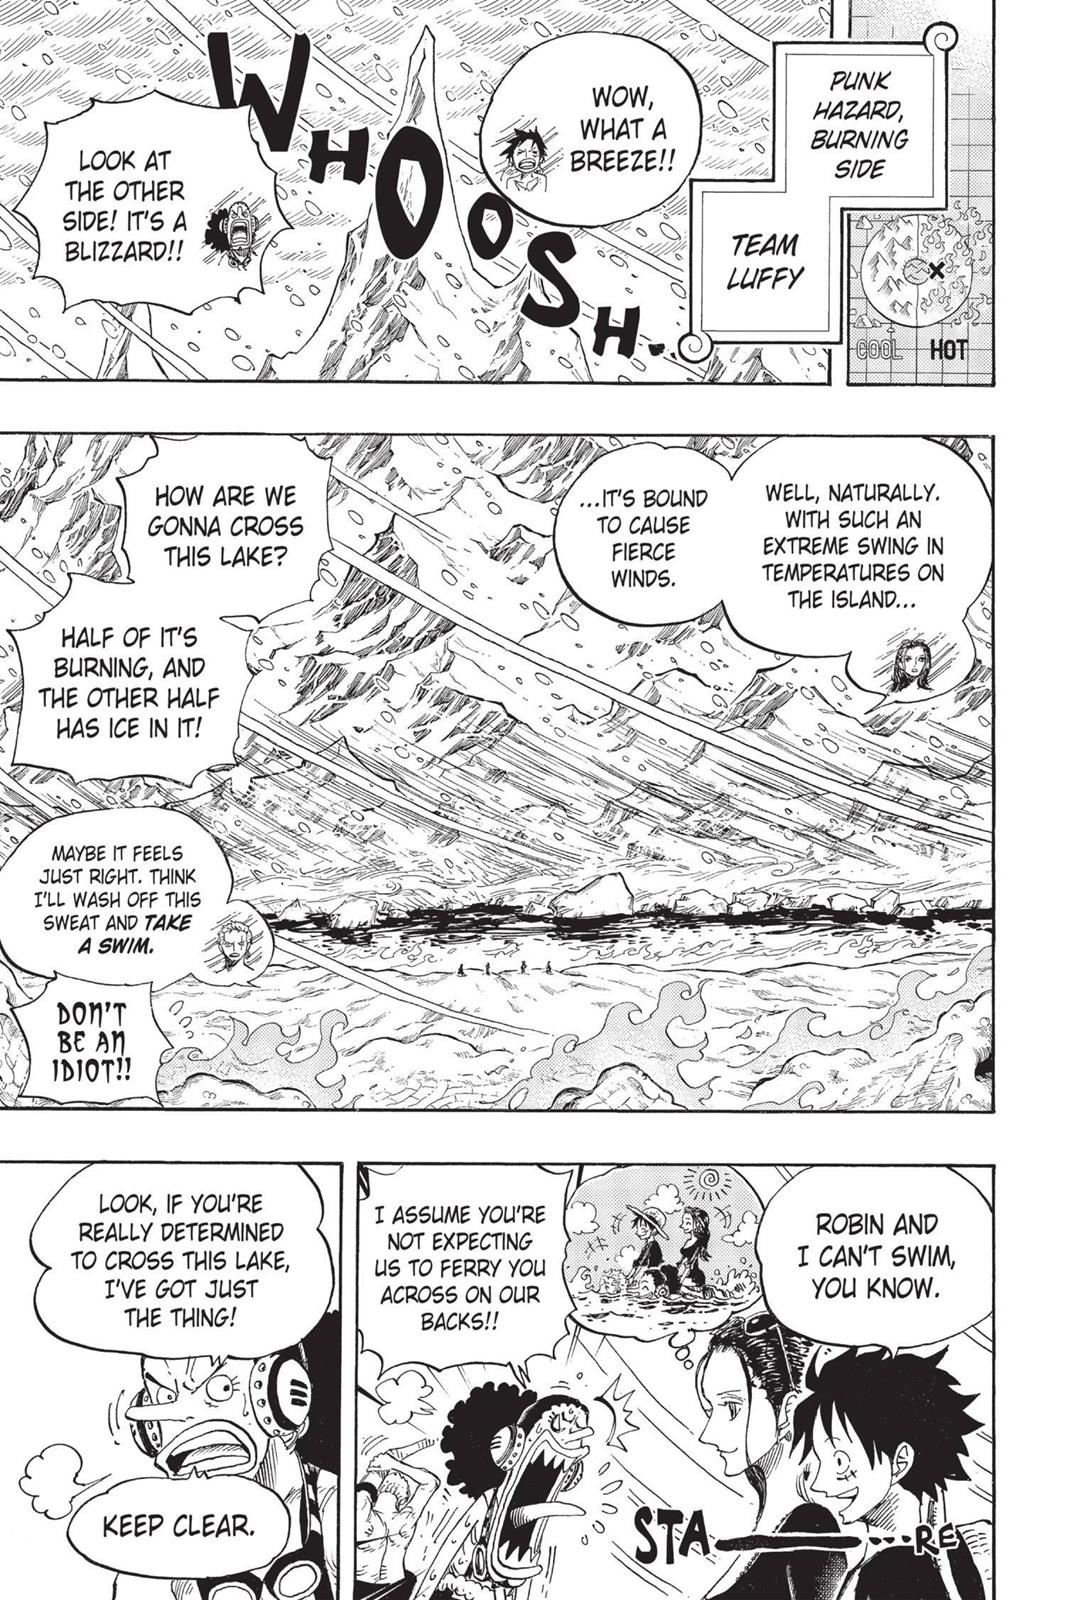 PUNK
HAZARD,
BURNING
SIDE
TEAM
LUFFY
COOL
HOT
WOW,
WHAT A
BREEZE!!
WHOOSH
LOOK AT
THE OTHER
SIDE! IT'S A
BLIZZARD!!
WELL, NATURALLY.
WITH SUCH AN
EXTREME SWING IN
TEMPERATURES ON
THE ISLAND...
...IT'S BOUND
TO CAUSE
FIERCE
WINDS.
HOW ARE WE
GONNA CROSS
THIS LAKE?
HALF OF IT'S
BURNING, AND
THE OTHER HALF
HAS ICE IN IT!
MAYBE IT FEELS
JUST RIGHT. THINK
I'LL WASH OFF THIS
SWEAT AND TAKE
A SWIM.
DON'T
BE AN
IDIOT!!
ROBIN AND
I CAN'T SWIM,
YOU KNOW.
STA—...RE
I ASSUME YOU'RE
NOT EXPECTING
US TO FERRY YOU
ACROSS ON OUR
BACKS!!
LOOK, IF YOU'RE
REALLY DETERMINED
TO CROSS THIS LAKE,
I'VE GOT JUST
THE THING!
KEEP CLEAR.